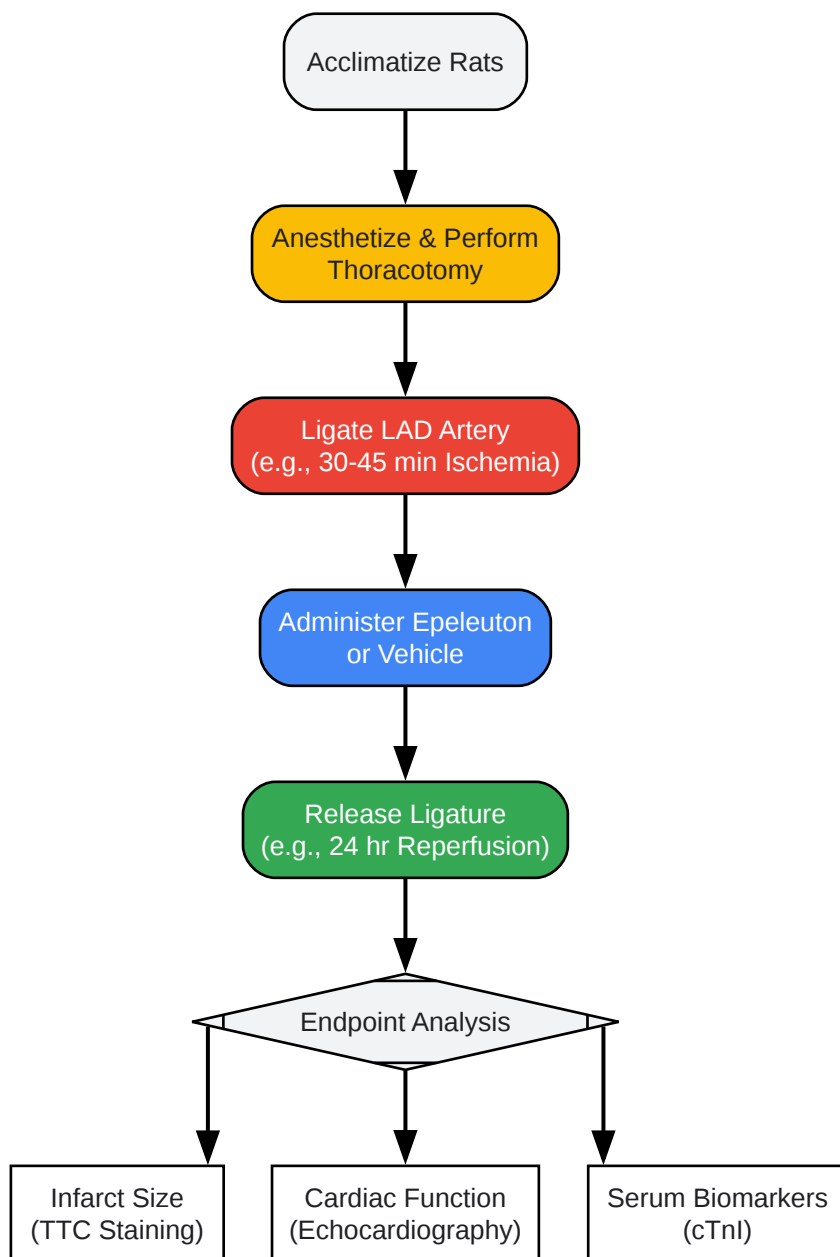 Acclimatize Rats
Anesthetize & Perform
Thoracotomy
Ligate LAD Artery
(e.g., 30-45 min Ischemia)
Administer Epeleuton
or Vehicle
Release Ligature
(e.g., 24 hr Reperfusion)
Endpoint Analysis
Infarct Size
(TTC Staining)
Cardiac Function
(Echocardiography)
Serum Biomarkers
(cTnI)